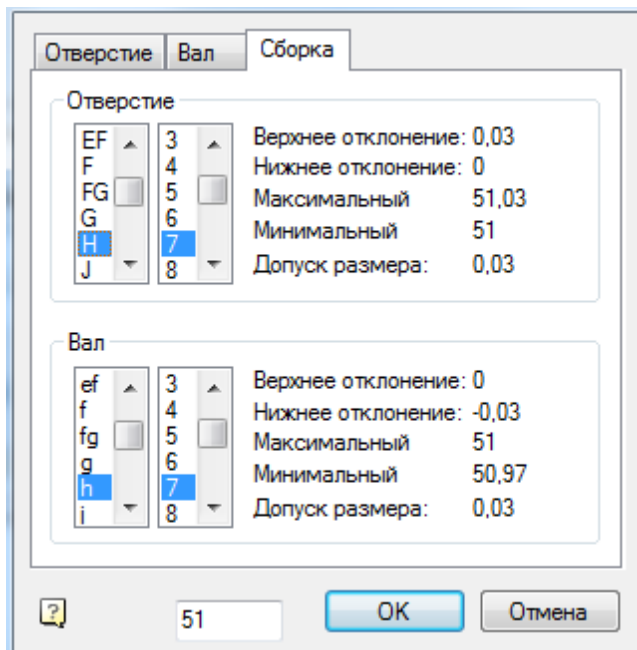 Отверстие Вал Сборка
Отверстие
EF 3 Верхнее отклонение: 0,03
F 4 Нижнее отклонение: 0
FG 5 Максимальный 51,03
G 6 Минимальный 51
H 7 Допуск размера: 0,03
J 8
Вал
ef 3 Верхнее отклонение: 0
f 4 Нижнее отклонение: -0,03
fg 5 Максимальный 51
g 6 Минимальный 50,97
h 7 Допуск размера: 0,03
i 8
? 51 OK Отмена